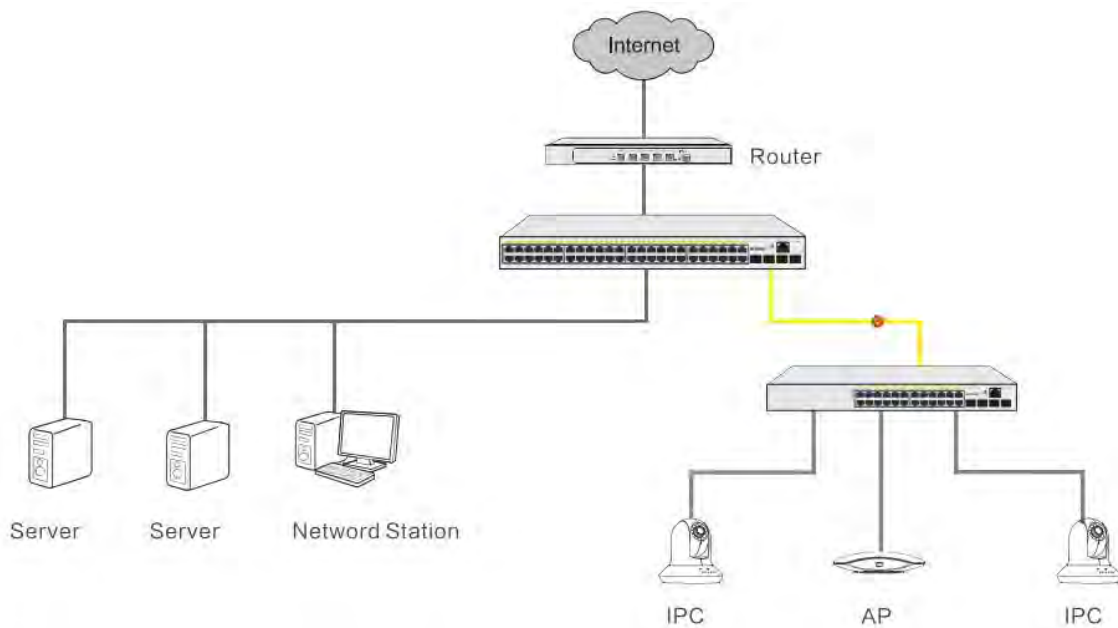 Internet
Router
Server
Server
Netword Station
IPC
AP
IPC